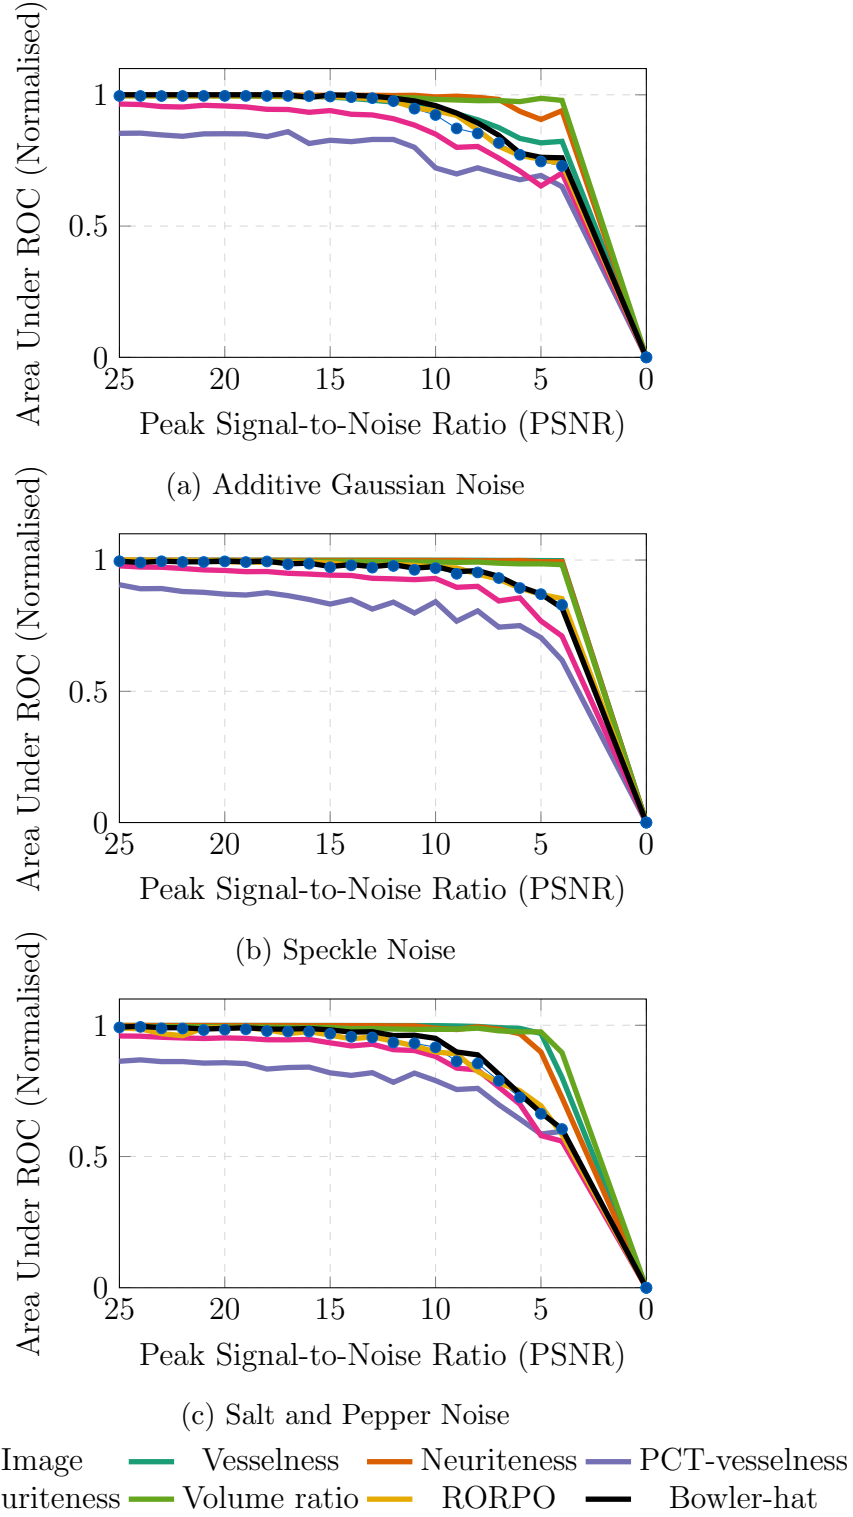 Area Under ROC (Normalised)
1
0.5
0
25 20 15 10 5 0
Peak Signal-to-Noise Ratio (PSNR)
(a) Additive Gaussian Noise
Area Under ROC (Normalised)
1
0.5
0
25 20 15 10 5 0
Peak Signal-to-Noise Ratio (PSNR)
(b) Speckle Noise
Area Under ROC (Normalised)
1
0.5
0
25 20 15 10 5 0
Peak Signal-to-Noise Ratio (PSNR)
(c) Salt and Pepper Noise
Image Vesselness Neuriteness PCT-vesselness
uriteness Volume ratio RORPO Bowler-hat